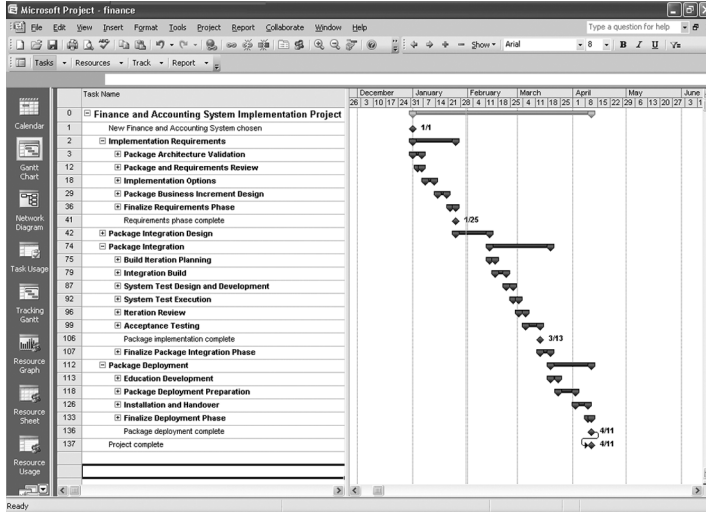 Microsoft Project - finance
File Edit View Insert Format Tools Project Report Collaborate Window Help
Type a question for help
Show Arial 8 B I U
Tasks Resources Track Report
Task Name
December January February March April May June
26 3 10 17 24 31 7 14 21 28 4 11 18 25 4 11 18 25 1 8 15 22 29 6 13 20 27 3 1
0 Finance and Accounting System Implementation Project
1 New Finance and Accounting System chosen 1/1
2 Implementation Requirements
3 Package Architecture Validation
12 Package and Requirements Review
18 Implementation Options
29 Package Business Increment Design
36 Finalize Requirements Phase
41 Requirements phase complete 1/25
42 Package Integration Design
74 Package Integration
75 Build Iteration Planning
79 Integration Build
87 System Test Design and Development
92 System Test Execution
96 Iteration Review
99 Acceptance Testing
106 Package implementation complete 3/13
107 Finalize Package Integration Phase
112 Package Deployment
113 Education Development
118 Package Deployment Preparation
126 Installation and Handover
133 Finalize Deployment Phase
136 Package deployment complete 4/11
137 Project complete 4/11
Calendar
Gantt
Chart
Network
Diagram
Task Usage
Tracking
Gantt
Resource
Graph
Resource
Sheet
Resource
Usage
Ready